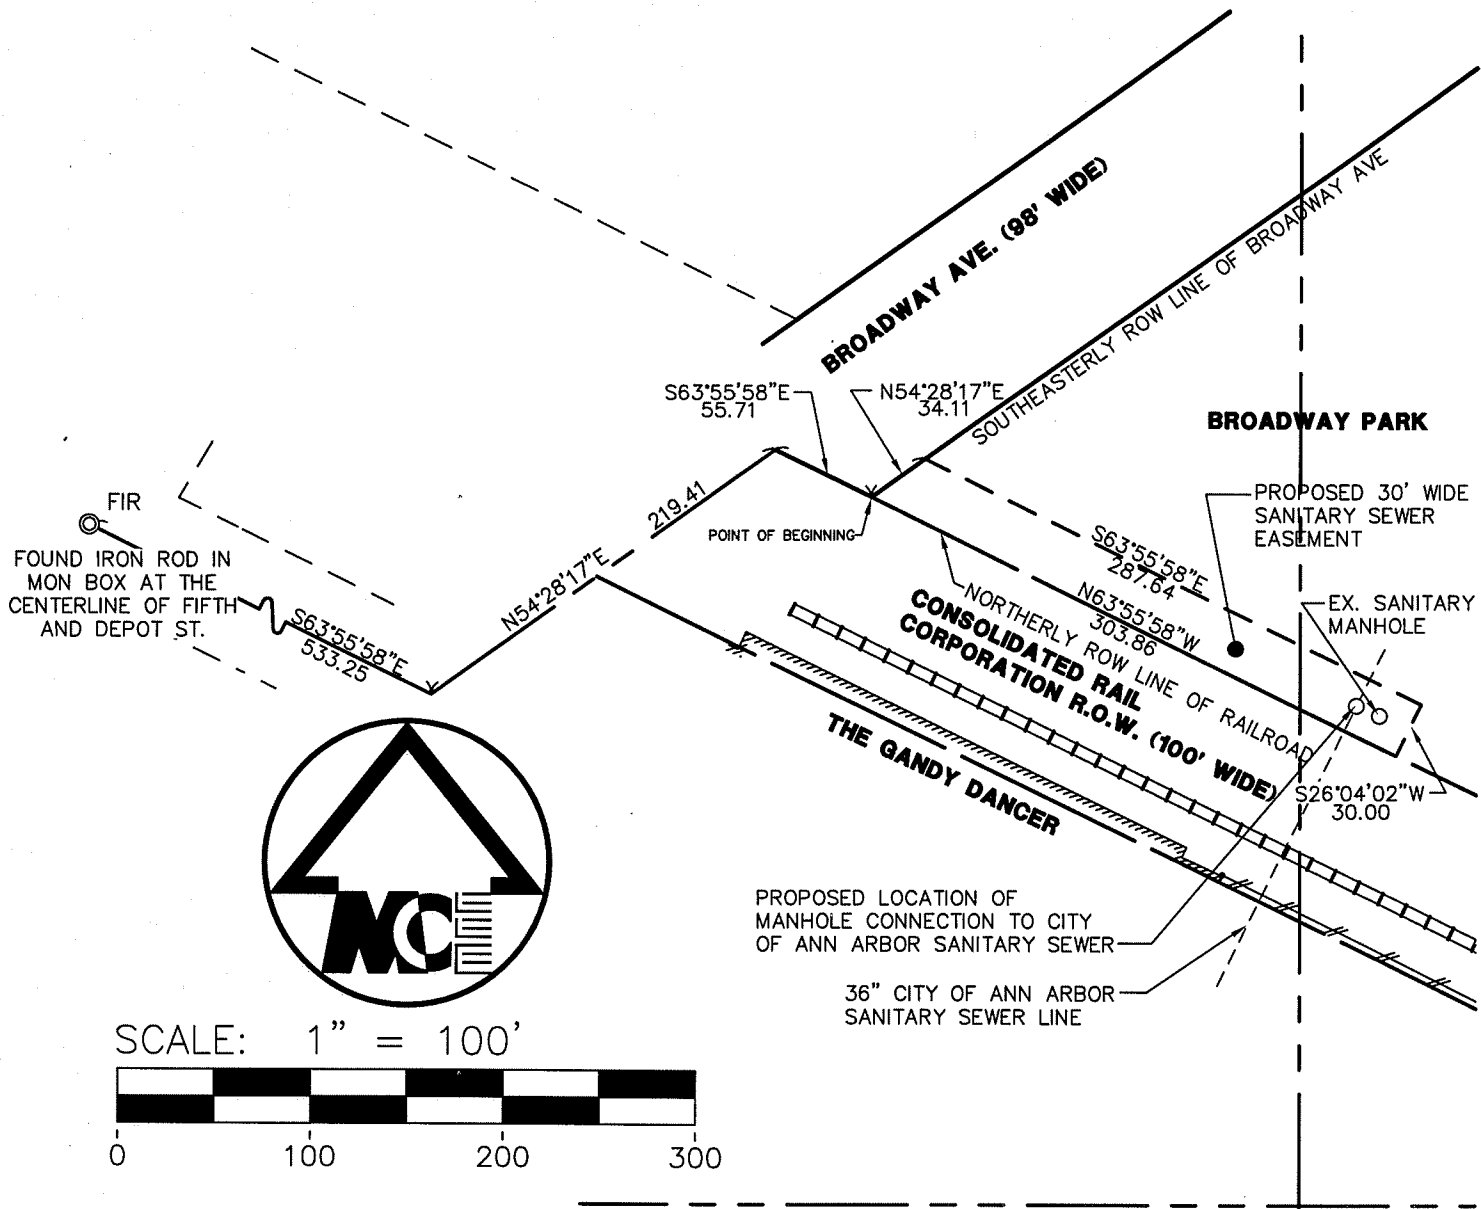 BROADWAY AVE. (98' WIDE)
SOUTHEASTERLY ROW LINE OF BROADWAY AVE
S63°55'58"E
55.71
N54°28'17"E
34.11
BROADWAY PARK
FIR
FOUND IRON ROD IN
MON BOX AT THE
CENTERLINE OF FIFTH
AND DEPOT ST.
S63°55'58"E
533.25
N54°28'17"E
219.41
POINT OF BEGINNING
PROPOSED 30' WIDE
SANITARY SEWER
EASEMENT
S63°55'58"E
287.64
N63°55'58"W
303.86
EX. SANITARY
MANHOLE
NORTHERLY ROW LINE OF RAILROAD
CONSOLIDATED RAIL
CORPORATION R.O.W. (100' WIDE)
THE GANDY DANCER
S26°04'02"W
30.00
PROPOSED LOCATION OF
MANHOLE CONNECTION TO CITY
OF ANN ARBOR SANITARY SEWER
36" CITY OF ANN ARBOR
SANITARY SEWER LINE
MCE
SCALE: 1" = 100'
0 100 200 300